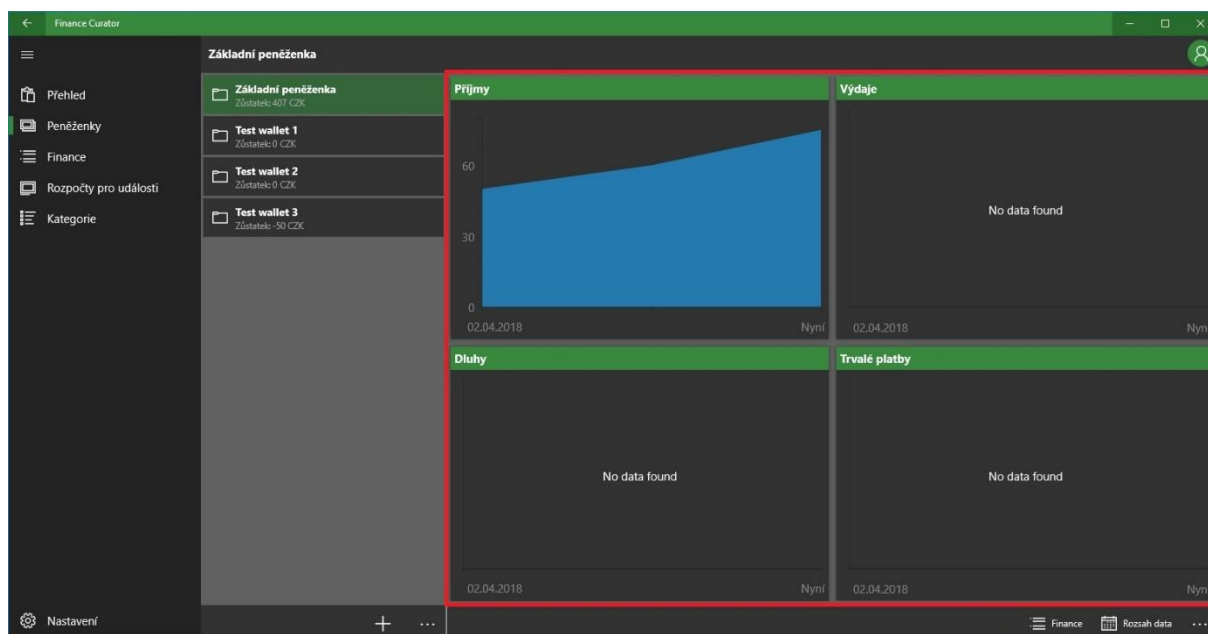 Finance Curator
Základní peněženka
Přehled
Peněženky
Finance
Rozpočty pro události
Kategorie
Nastavení
Základní peněženka
Zůstatek: 407 CZK
Test wallet 1
Zůstatek: 0 CZK
Test wallet 2
Zůstatek: 0 CZK
Test wallet 3
Zůstatek: -50 CZK
Příjmy
60
30
0
02.04.2018 Nyní
Výdaje
No data found
02.04.2018 Nyn
Dluhy
No data found
02.04.2018 Nyní
Trvalé platby
No data found
02.04.2018 Nyn
Finance Rozsah data